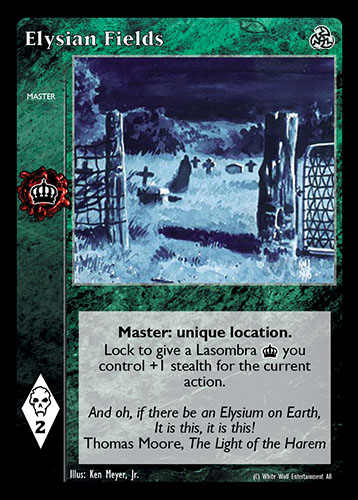 Elysian Fields
MASTER
Master: unique location.
Lock to give a Lasombra you
control +1 stealth for the current
action.
And oh, if there be an Elysium on Earth,
It is this, it is this!
Thomas Moore, The Light of the Harem
2
Illus: Ken Meyer, Jr.
(C) White Wolf Entertainment AB